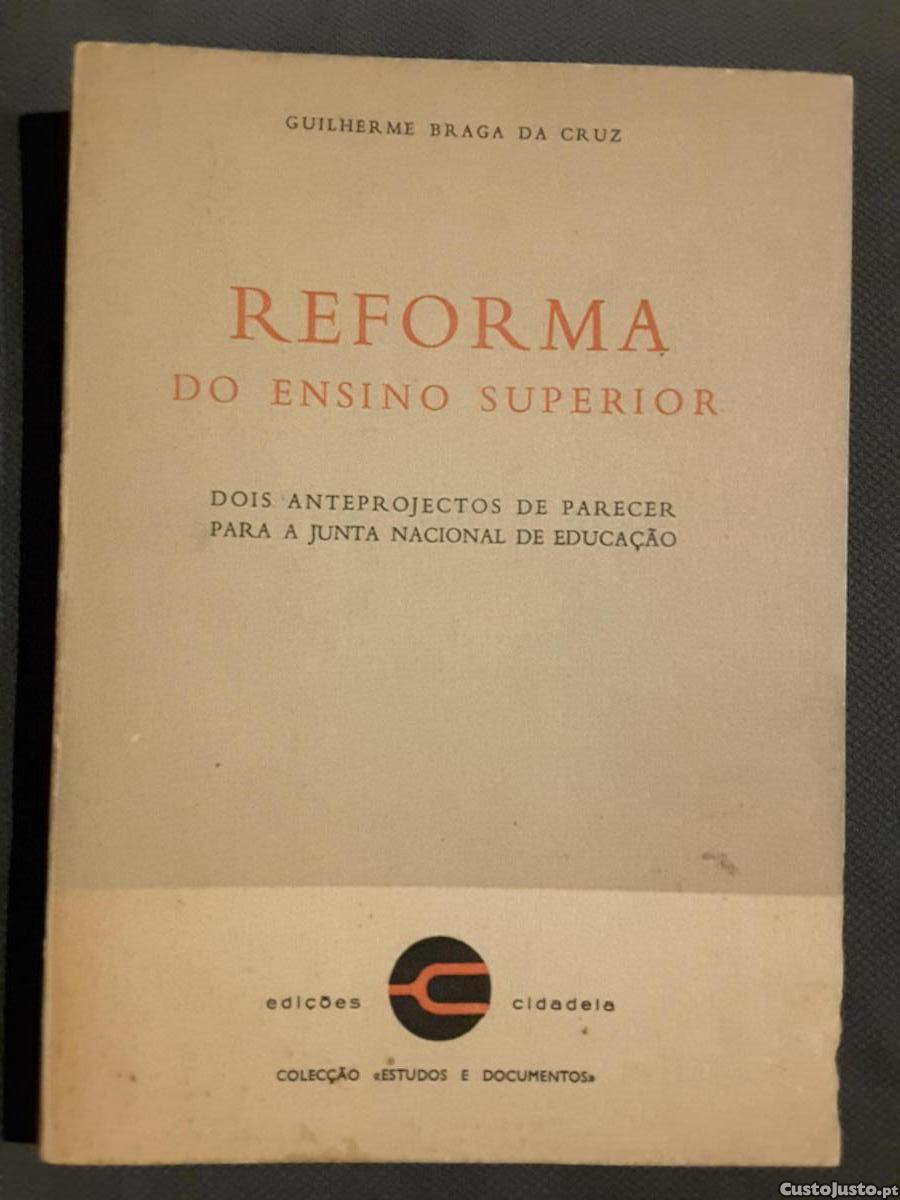 GUILHERME BRAGA DA CRUZ
REFORMA
DO ENSINO SUPERIOR
DOIS ANTEPROJECTOS DE PARECER
PARA A JUNTA NACIONAL DE EDUCAÇÃO
edições cidadela
COLECÇÃO «ESTUDOS E DOCUMENTOS»
CustoJusto.pt